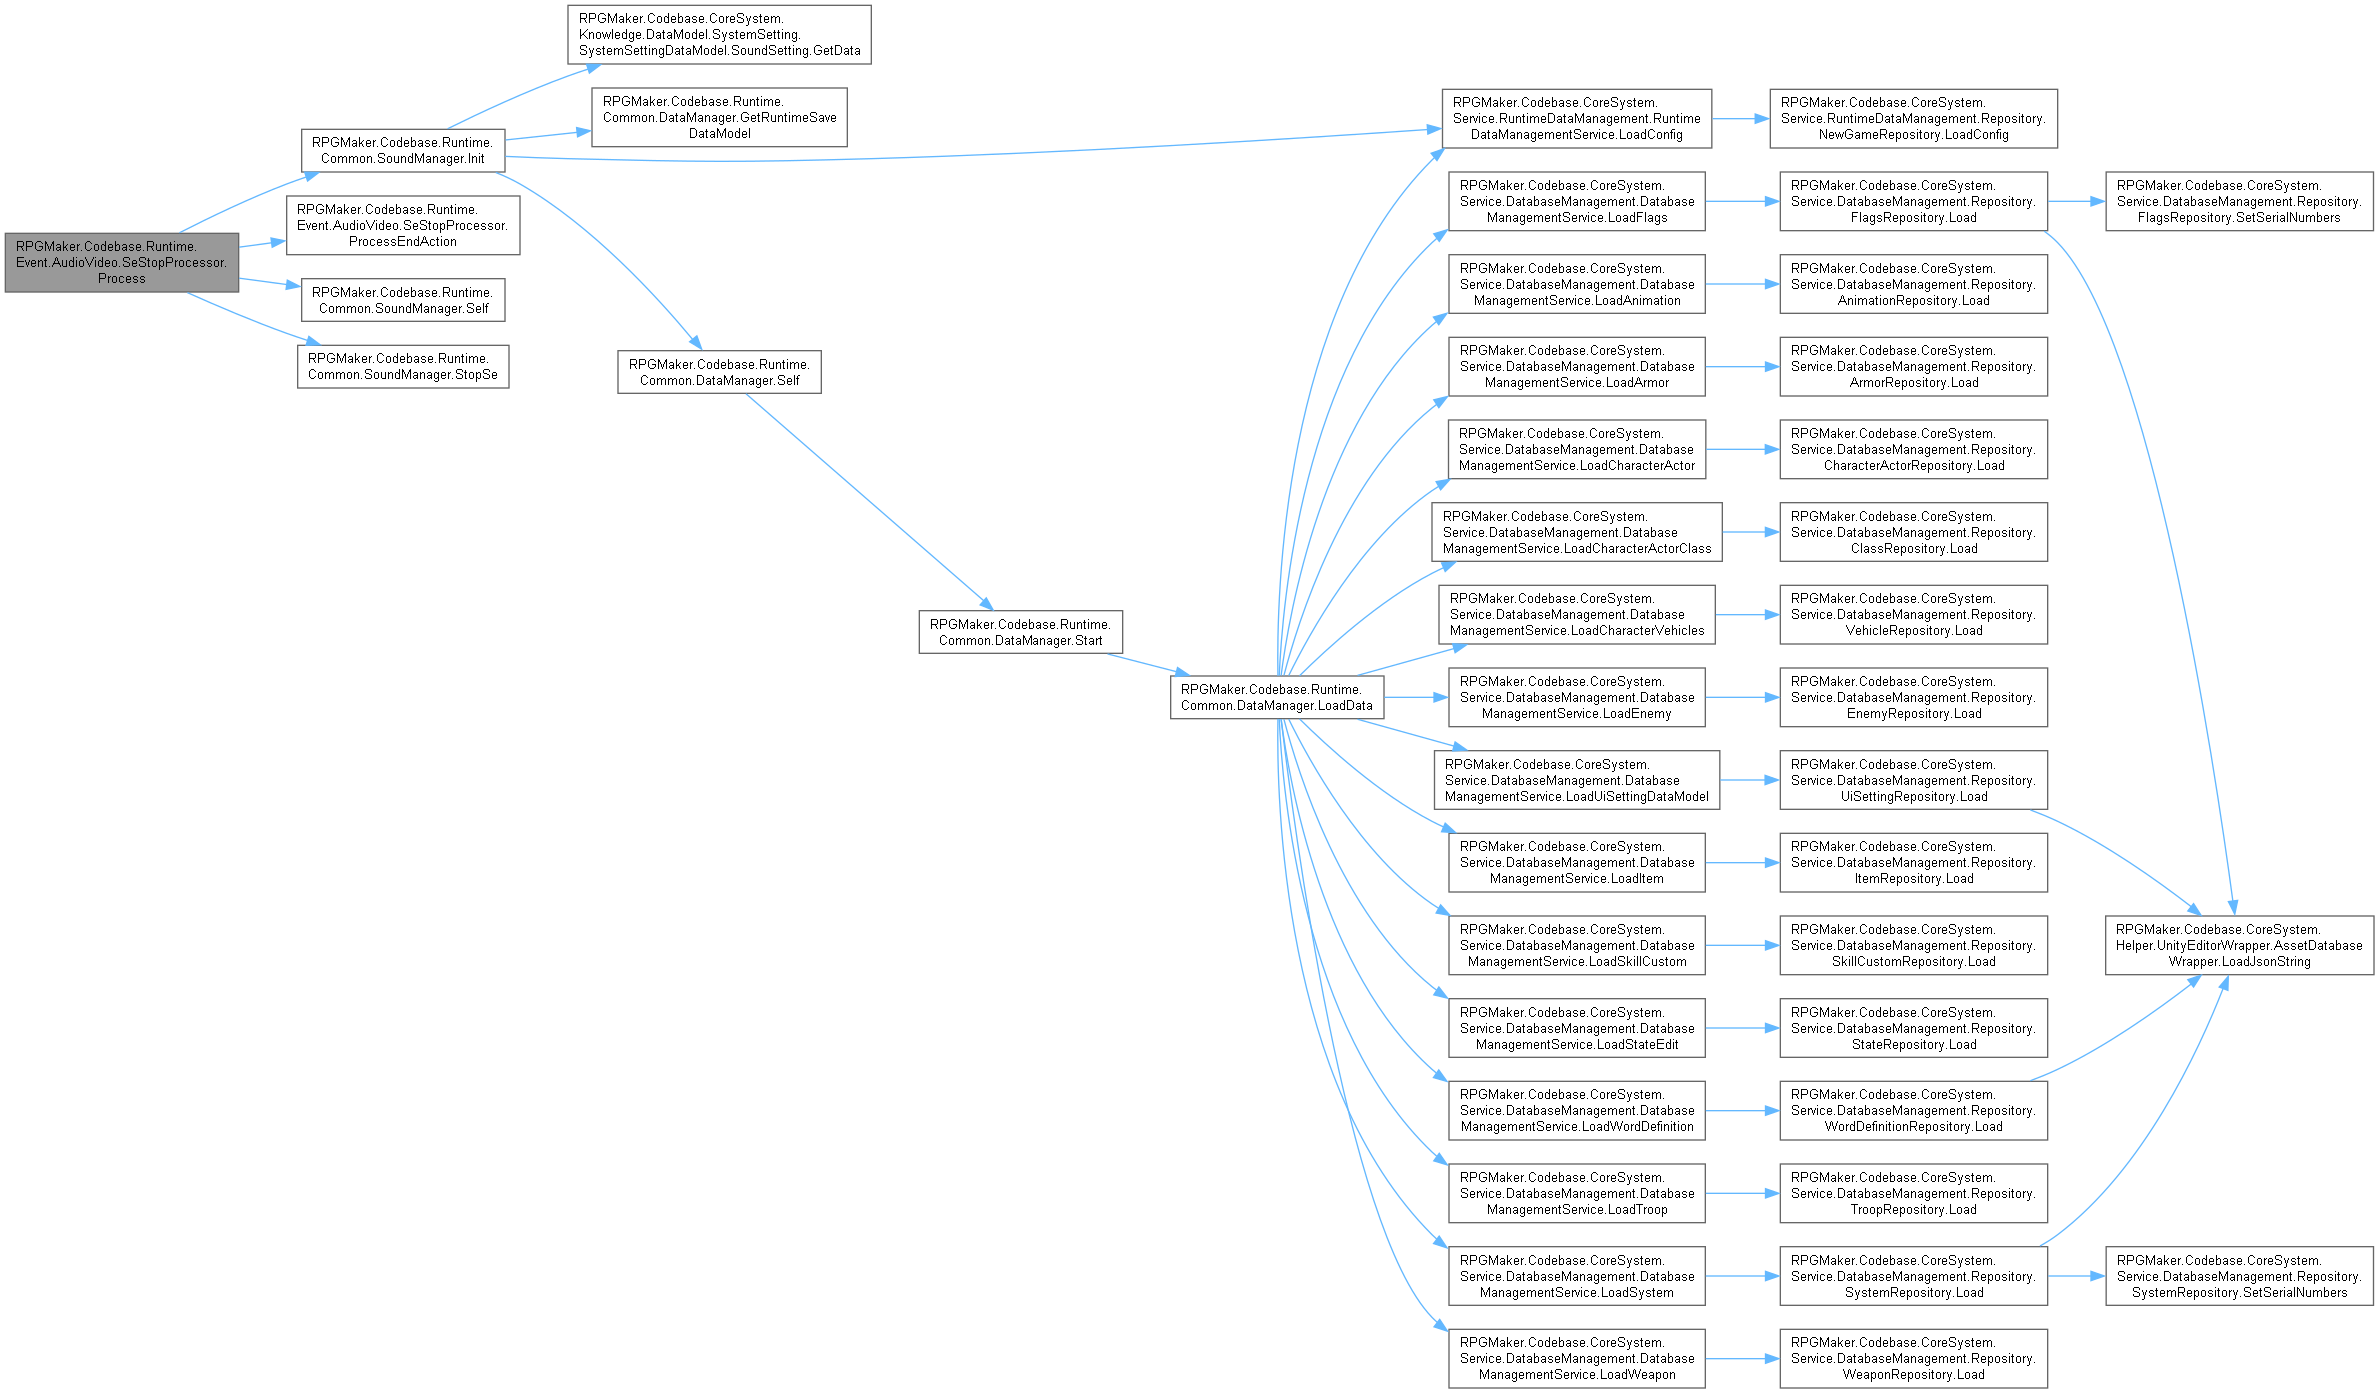 RPGMaker.Codebase.Runtime.
Event.AudioVideo.SeStopProcessor.
Process
RPGMaker.Codebase.Runtime.
Common.SoundManager.Init
RPGMaker.Codebase.CoreSystem.
Knowledge.DataModel.SystemSetting.
SystemSettingDataModel.SoundSetting.GetData
RPGMaker.Codebase.Runtime.
Common.DataManager.GetRuntimeSave
DataModel
RPGMaker.Codebase.Runtime.
Event.AudioVideo.SeStopProcessor.
ProcessEndAction
RPGMaker.Codebase.Runtime.
Common.SoundManager.Self
RPGMaker.Codebase.Runtime.
Common.SoundManager.StopSe
RPGMaker.Codebase.Runtime.
Common.DataManager.Self
RPGMaker.Codebase.Runtime.
Common.DataManager.Start
RPGMaker.Codebase.Runtime.
Common.DataManager.LoadData
RPGMaker.Codebase.CoreSystem.
Service.RuntimeDataManagement.Runtime
DataManagementService.LoadConfig
RPGMaker.Codebase.CoreSystem.
Service.RuntimeDataManagement.Repository.
NewGameRepository.LoadConfig
RPGMaker.Codebase.CoreSystem.
Service.DatabaseManagement.Database
ManagementService.LoadFlags
RPGMaker.Codebase.CoreSystem.
Service.DatabaseManagement.Repository.
FlagsRepository.Load
RPGMaker.Codebase.CoreSystem.
Service.DatabaseManagement.Repository.
FlagsRepository.SetSerialNumbers
RPGMaker.Codebase.CoreSystem.
Service.DatabaseManagement.Database
ManagementService.LoadAnimation
RPGMaker.Codebase.CoreSystem.
Service.DatabaseManagement.Repository.
AnimationRepository.Load
RPGMaker.Codebase.CoreSystem.
Service.DatabaseManagement.Database
ManagementService.LoadArmor
RPGMaker.Codebase.CoreSystem.
Service.DatabaseManagement.Repository.
ArmorRepository.Load
RPGMaker.Codebase.CoreSystem.
Service.DatabaseManagement.Database
ManagementService.LoadCharacterActor
RPGMaker.Codebase.CoreSystem.
Service.DatabaseManagement.Repository.
CharacterActorRepository.Load
RPGMaker.Codebase.CoreSystem.
Service.DatabaseManagement.Database
ManagementService.LoadCharacterActorClass
RPGMaker.Codebase.CoreSystem.
Service.DatabaseManagement.Repository.
ClassRepository.Load
RPGMaker.Codebase.CoreSystem.
Service.DatabaseManagement.Database
ManagementService.LoadCharacterVehicles
RPGMaker.Codebase.CoreSystem.
Service.DatabaseManagement.Repository.
VehicleRepository.Load
RPGMaker.Codebase.CoreSystem.
Service.DatabaseManagement.Database
ManagementService.LoadEnemy
RPGMaker.Codebase.CoreSystem.
Service.DatabaseManagement.Repository.
EnemyRepository.Load
RPGMaker.Codebase.CoreSystem.
Service.DatabaseManagement.Database
ManagementService.LoadUiSettingDataModel
RPGMaker.Codebase.CoreSystem.
Service.DatabaseManagement.Repository.
UiSettingRepository.Load
RPGMaker.Codebase.CoreSystem.
Service.DatabaseManagement.Database
ManagementService.LoadItem
RPGMaker.Codebase.CoreSystem.
Service.DatabaseManagement.Repository.
ItemRepository.Load
RPGMaker.Codebase.CoreSystem.
Service.DatabaseManagement.Database
ManagementService.LoadSkillCustom
RPGMaker.Codebase.CoreSystem.
Service.DatabaseManagement.Repository.
SkillCustomRepository.Load
RPGMaker.Codebase.CoreSystem.
Helper.UnityEditorWrapper.AssetDatabase
Wrapper.LoadJsonString
RPGMaker.Codebase.CoreSystem.
Service.DatabaseManagement.Database
ManagementService.LoadStateEdit
RPGMaker.Codebase.CoreSystem.
Service.DatabaseManagement.Repository.
StateRepository.Load
RPGMaker.Codebase.CoreSystem.
Service.DatabaseManagement.Database
ManagementService.LoadWordDefinition
RPGMaker.Codebase.CoreSystem.
Service.DatabaseManagement.Repository.
WordDefinitionRepository.Load
RPGMaker.Codebase.CoreSystem.
Service.DatabaseManagement.Database
ManagementService.LoadTroop
RPGMaker.Codebase.CoreSystem.
Service.DatabaseManagement.Repository.
TroopRepository.Load
RPGMaker.Codebase.CoreSystem.
Service.DatabaseManagement.Database
ManagementService.LoadSystem
RPGMaker.Codebase.CoreSystem.
Service.DatabaseManagement.Repository.
SystemRepository.Load
RPGMaker.Codebase.CoreSystem.
Service.DatabaseManagement.Repository.
SystemRepository.SetSerialNumbers
RPGMaker.Codebase.CoreSystem.
Service.DatabaseManagement.Database
ManagementService.LoadWeapon
RPGMaker.Codebase.CoreSystem.
Service.DatabaseManagement.Repository.
WeaponRepository.Load